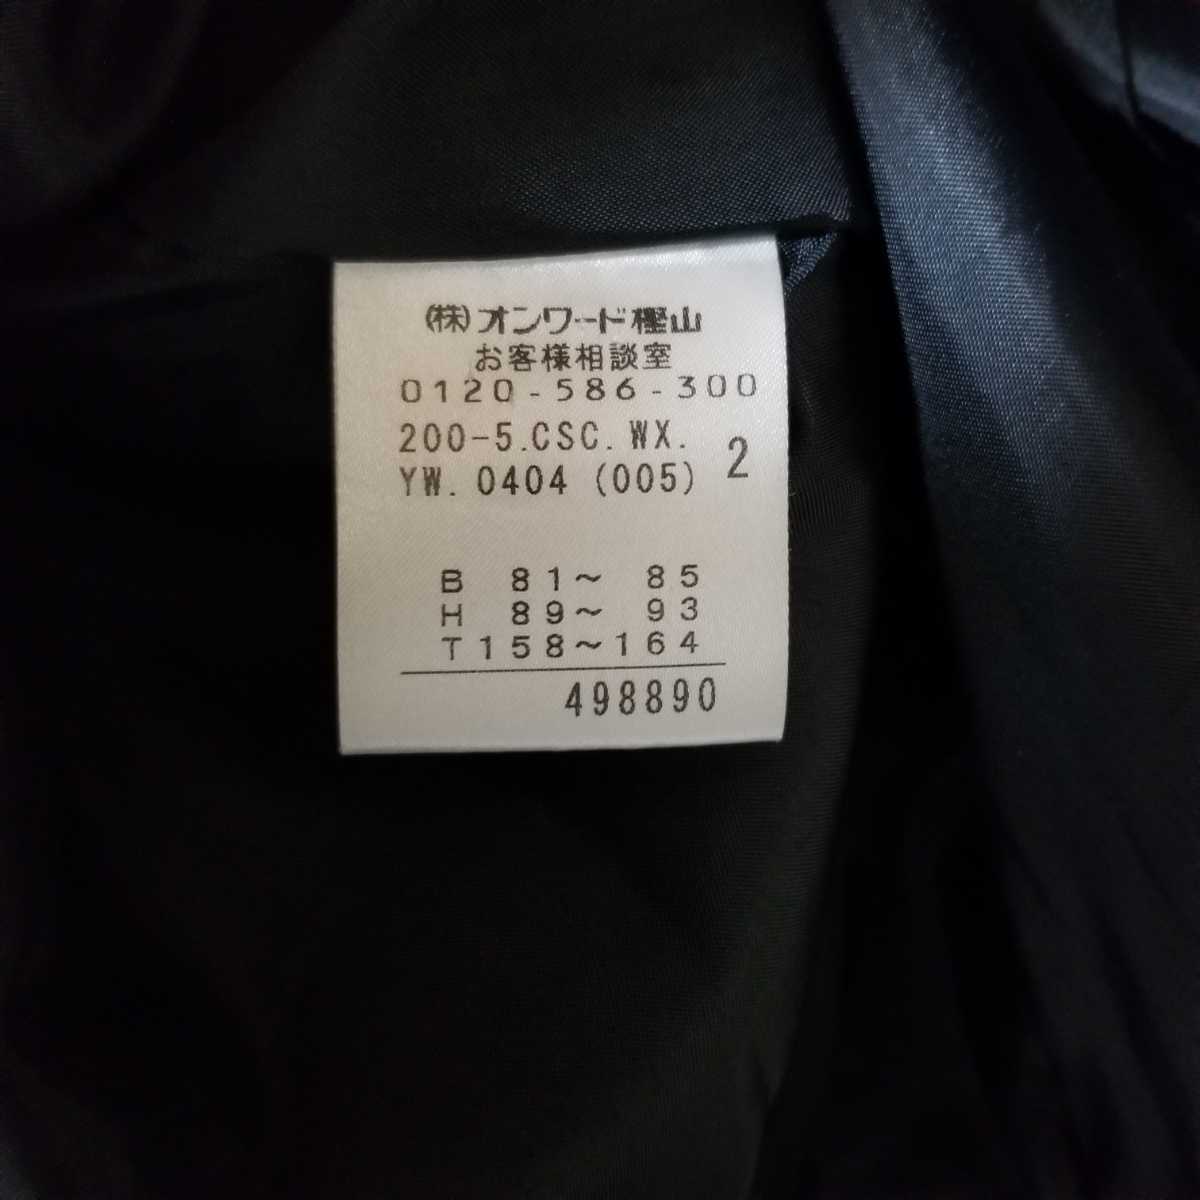 (株)オンワード樫山
お客様相談室
0120-586-300
200-5.CSC.WX.
YW.0404(005) 2
B 81～ 85
H 89～ 93
T158～164
498890